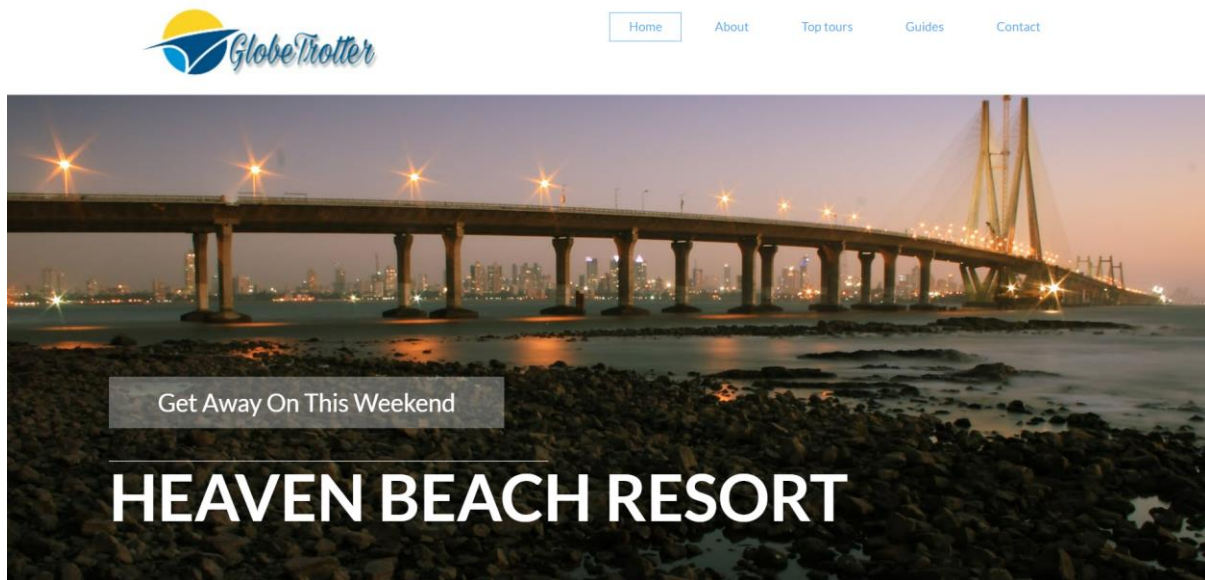 GlobeTrotter
Home About Top tours Guides Contact
Get Away On This Weekend
HEAVEN BEACH RESORT